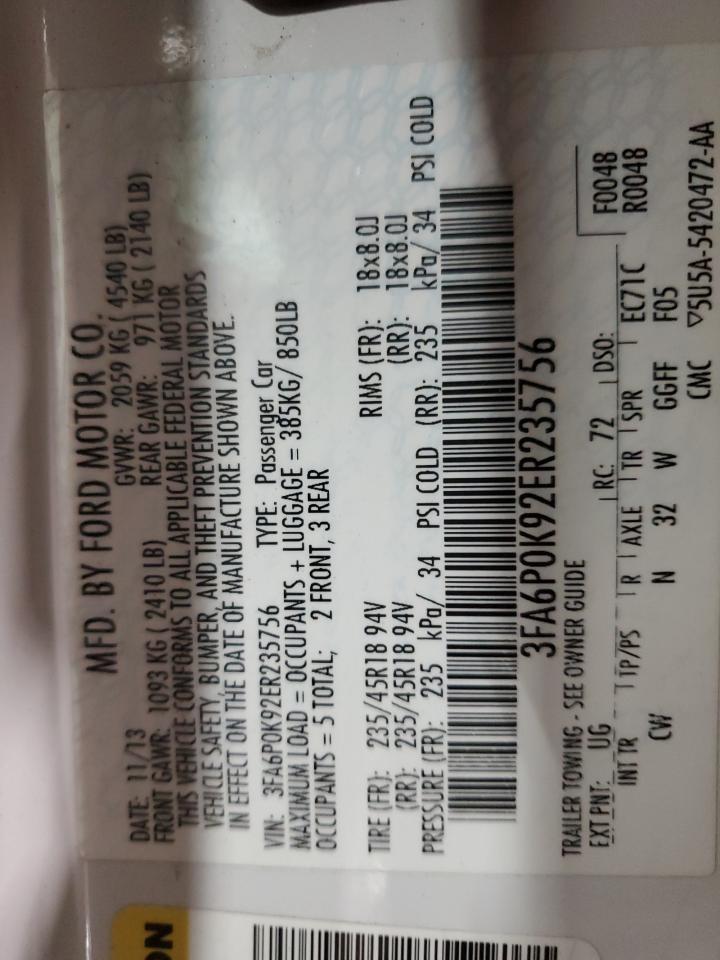 MFD. BY FORD MOTOR CO.
DATE: 11/13 GVWR: 2059 KG ( 4540 LB)
FRONT GAWR: 1093 KG ( 2410 LB) REAR GAWR: 971 KG ( 2140 LB)
THIS VEHICLE CONFORMS TO ALL APPLICABLE FEDERAL MOTOR
VEHICLE SAFETY, BUMPER, AND THEFT PREVENTION STANDARDS
IN EFFECT ON THE DATE OF MANUFACTURE SHOWN ABOVE.
VIN: 3FA6P0K92ER235756 TYPE: Passenger Car
MAXIMUM LOAD = OCCUPANTS + LUGGAGE = 385KG/ 850LB
OCCUPANTS = 5 TOTAL; 2 FRONT, 3 REAR
TIRE (FR): 235/45R18 94V RIMS (FR): 18x8.0J
(RR): 235/45R18 94V (RR): 18x8.0J
PRESSURE (FR): 235 kPa/ 34 PSI COLD (RR): 235 kPa/ 34 PSI COLD
3FA6P0K92ER235756
TRAILER TOWING - SEE OWNER GUIDE
EXT PNT: UG RC: 72 DSO: F0048
INT TR TP/PS R AXLE TR SPR EC71C R0048
CW N 32 W GGFF F05
CMC ▽5U5A-5420472-AA
ON